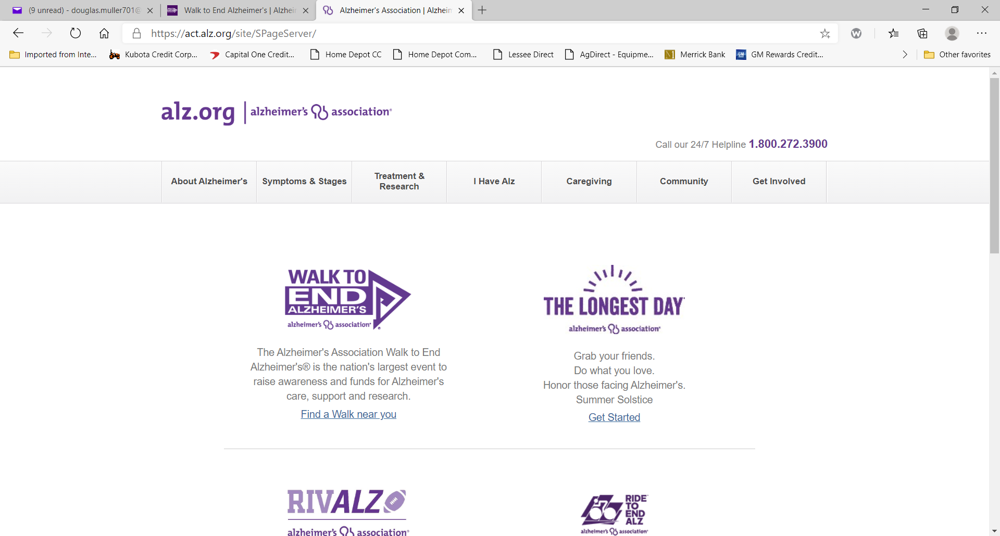 (9 unread) - douglas.muller701@
Walk to End Alzheimer's | Alzhei
Alzheimer's Association | Alzheim
https://act.alz.org/site/SPageServer/
W
Imported from Inte...
Kubota Credit Corp...
Capital One Credit...
Home Depot CC
Home Depot Com...
Lessee Direct
AgDirect - Equipme...
Merrick Bank
GM Rewards Credit...
Other favorites
alz.org | alzheimer's association®
Call our 24/7 Helpline 1.800.272.3900
About Alzheimer's
Symptoms & Stages
Treatment &
Research
I Have Alz
Caregiving
Community
Get Involved
WALK TO
END
ALZHEIMER'S
alzheimer's association®
The Alzheimer's Association Walk to End
Alzheimer's® is the nation's largest event to
raise awareness and funds for Alzheimer's
care, support and research.
Find a Walk near you
THE LONGEST DAY
alzheimer's association®
Grab your friends.
Do what you love.
Honor those facing Alzheimer's.
Summer Solstice
Get Started
RIVALZ
alzheimer's association®
RIDE
TO
END
ALZ
alzheimer's association®